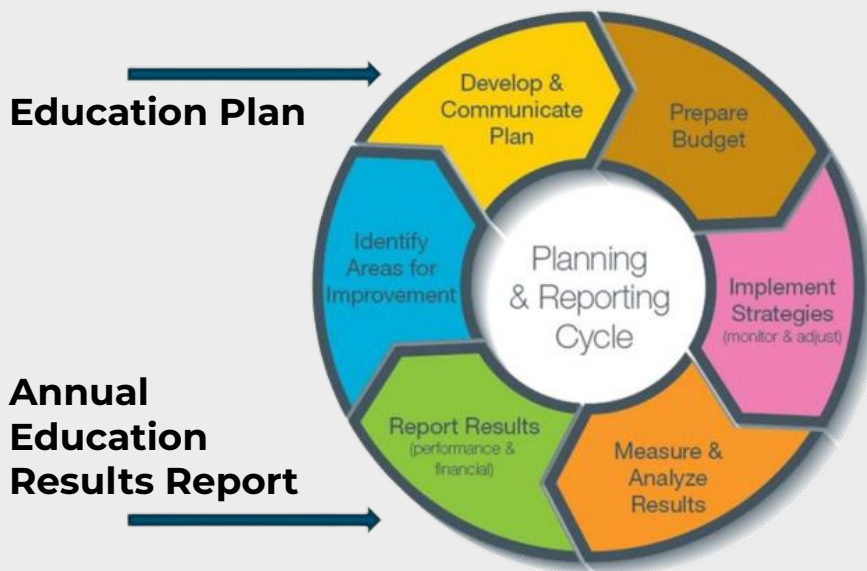 Education Plan
Develop &
Communicate
Plan
Prepare
Budget
Identify
Areas for
Improvement
Planning
& Reporting
Cycle
Implement
Strategies
(monitor & adjust)
Annual
Education
Results Report
Report Results
(performance &
financial)
Measure &
Analyze
Results